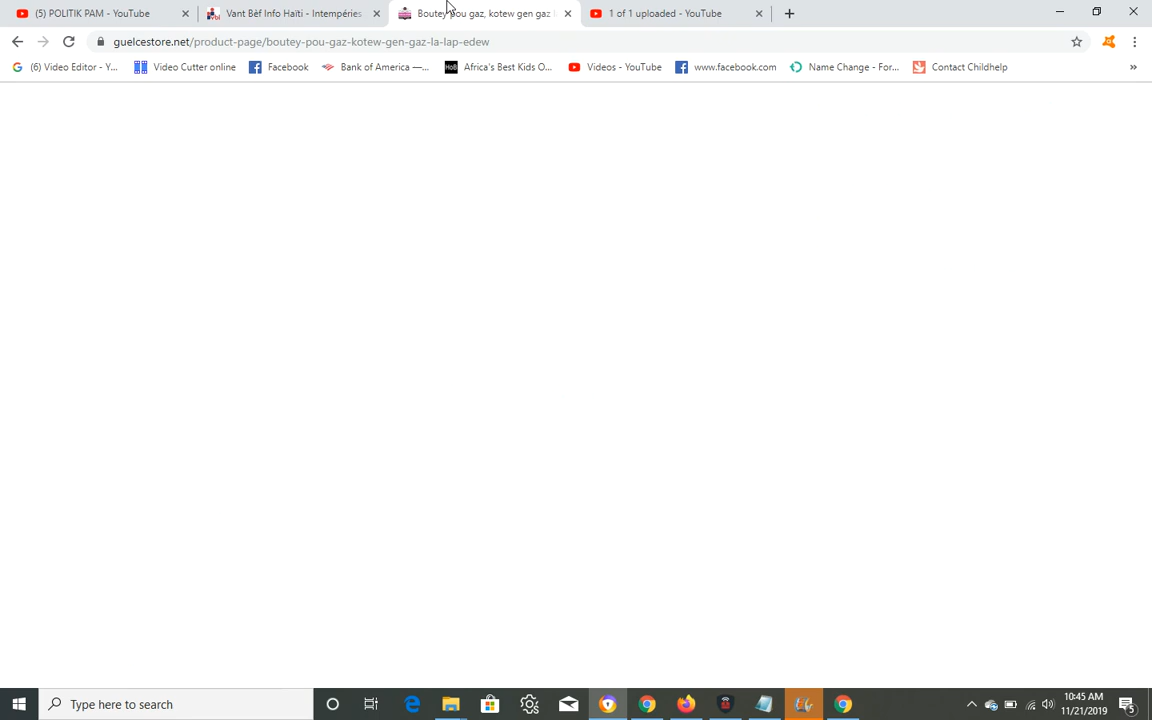 (5) POLITIK PAM - YouTube
Vant Bèf Info Haïti - Intempéries
Boutey pou gaz, kotew gen gaz
1 of 1 uploaded - YouTube
guelcestore.net/product-page/boutey-pou-gaz-kotew-gen-gaz-la-lap-edew
(6) Video Editor - Y...
Video Cutter online
Facebook
Bank of America —...
HoB
Africa's Best Kids O...
Videos - YouTube
www.facebook.com
Name Change - For...
Contact Childhelp
»
Type here to search
10:45 AM
11/21/2019
5